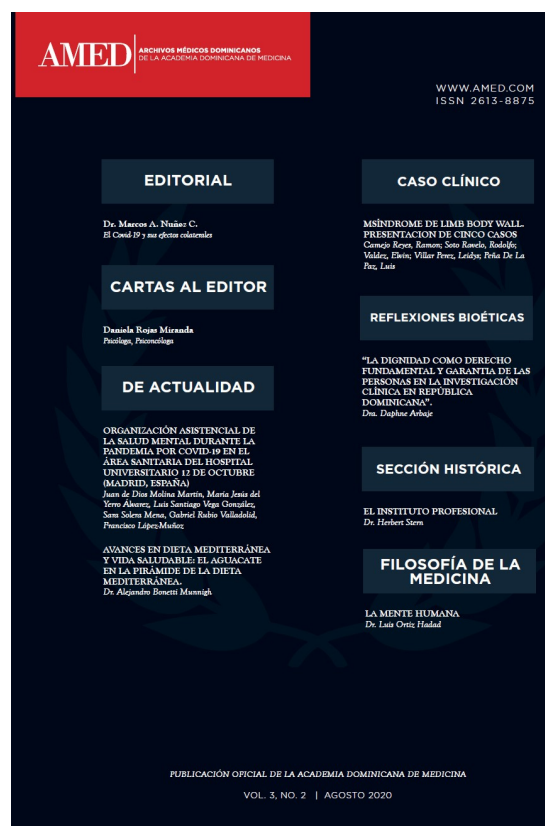 AMED
ARCHIVOS MÉDICOS DOMINICANOS
DE LA ACADEMIA DOMINICANA DE MEDICINA
WWW.AMED.COM
ISSN 2613-8875
EDITORIAL
Dr. Marcos A. Nuñez C.
El Covid-19 y sus efectos colaterales
CARTAS AL EDITOR
Daniela Rojas Miranda
Psicóloga, Psiconcóloga
DE ACTUALIDAD
ORGANIZACIÓN ASISTENCIAL DE
LA SALUD MENTAL DURANTE LA
PANDEMIA POR COVID-19 EN EL
ÁREA SANITARIA DEL HOSPITAL
UNIVERSITARIO 12 DE OCTUBRE
(MADRID, ESPAÑA)
Juan de Dios Molina Martín, María Jesús del
Yerro Álvarez, Luis Santiago Vega González,
Sara Solera Mena, Gabriel Rubio Valladolid,
Francisco López-Muñoz
AVANCES EN DIETA MEDITERRÁNEA
Y VIDA SALUDABLE: EL AGUACATE
EN LA PIRÁMIDE DE LA DIETA
MEDITERRÁNEA.
Dr. Alejandro Bonetti Munnigh
CASO CLÍNICO
MSÍNDROME DE LIMB BODY WALL.
PRESENTACION DE CINCO CASOS
Camejo Reyes, Ramon; Soto Ravelo, Rodolfo;
Valdez, Elvin; Villar Perez, Leidys; Peña De La
Paz, Luis
REFLEXIONES BIOÉTICAS
“LA DIGNIDAD COMO DERECHO
FUNDAMENTAL Y GARANTIA DE LAS
PERSONAS EN LA INVESTIGACIÓN
CLÍNICA EN REPÚBLICA
DOMINICANA”.
Dra. Daphne Arbaje
SECCIÓN HISTÓRICA
EL INSTITUTO PROFESIONAL
Dr. Herbert Stern
FILOSOFÍA DE LA
MEDICINA
LA MENTE HUMANA
Dr. Luis Ortiz Hadad
PUBLICACIÓN OFICIAL DE LA ACADEMIA DOMINICANA DE MEDICINA
VOL. 3, NO. 2 | AGOSTO 2020